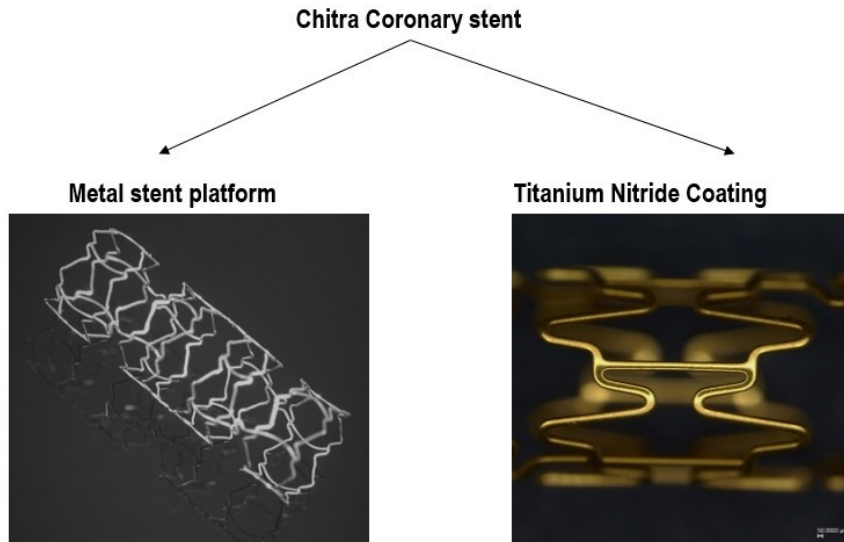 Chitra Coronary stent
Metal stent platform
Titanium Nitride Coating